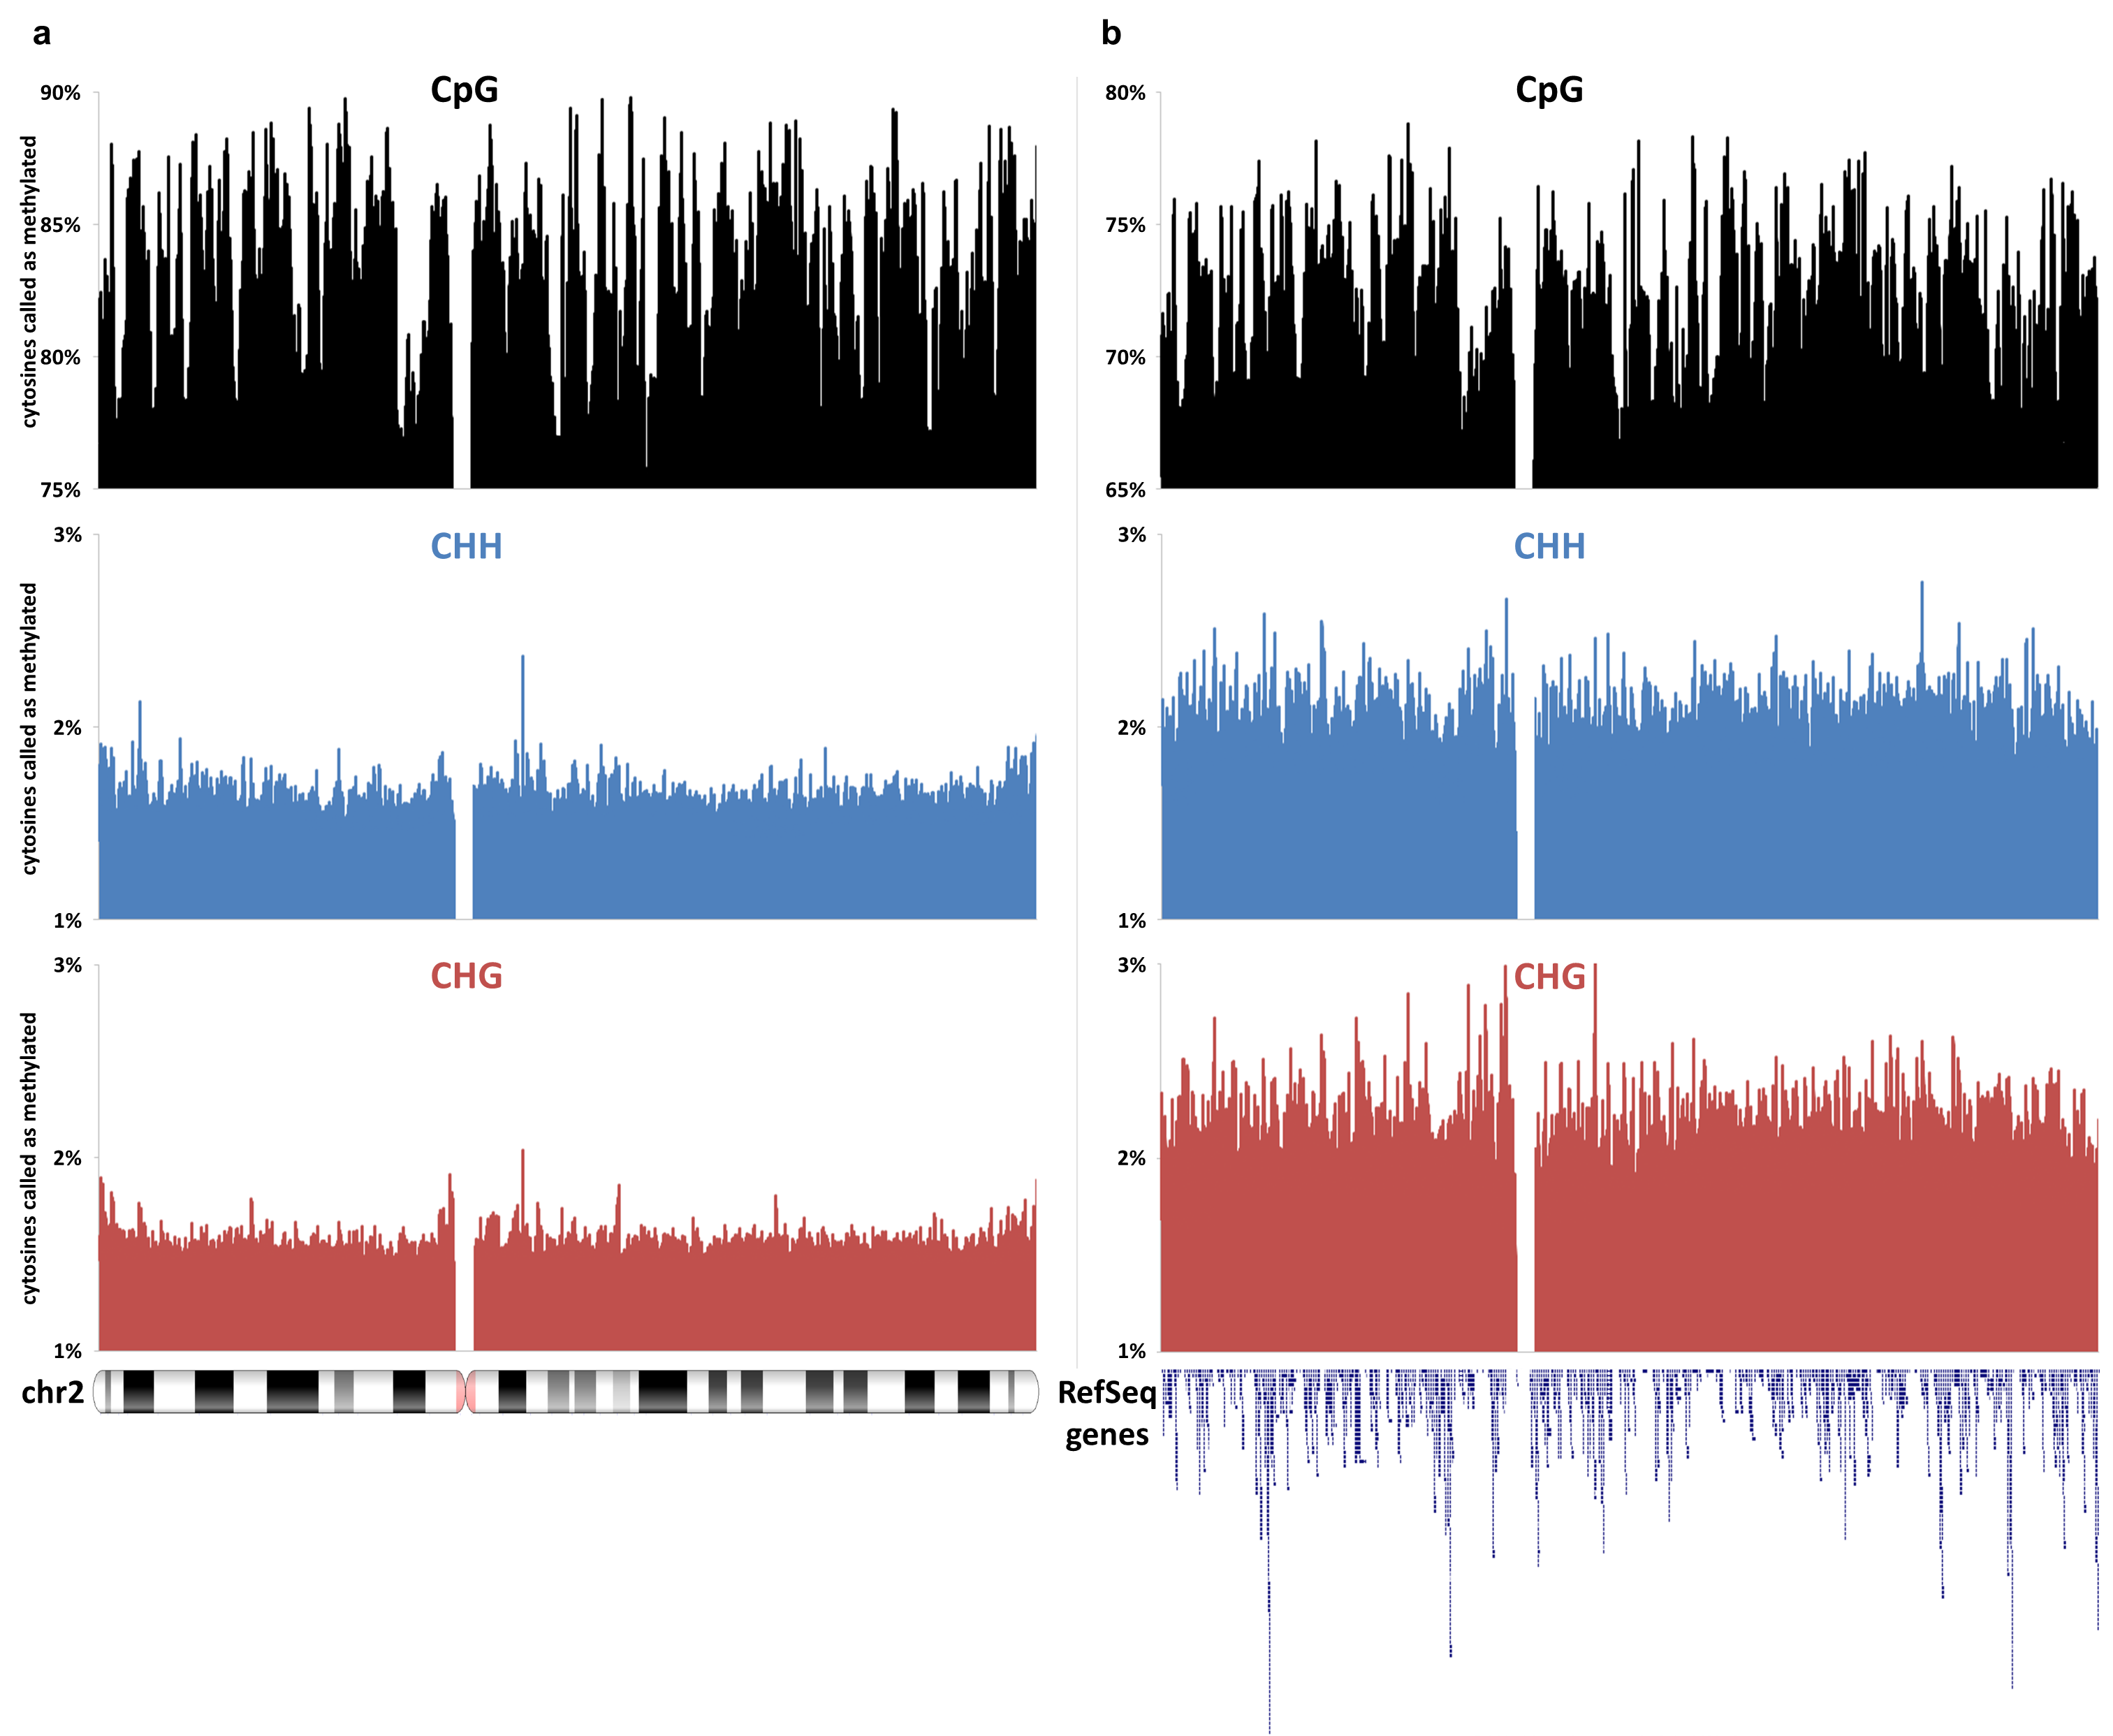 a
CpG
90%
85%
80%
75%
cytosines called as methylated
CHH
3%
2%
1%
cytosines called as methylated
CHG
3%
2%
1%
cytosines called as methylated
chr2
b
CpG
80%
75%
70%
65%
CHH
3%
2%
1%
CHG
3%
2%
1%
RefSeq
genes